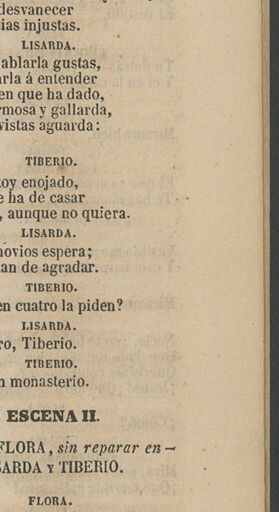 desvanecer
ias injustas.
LISARDA.
ablarla gustas,
arla á entender
en que ha dado,
rmosa y gallarda,
vistas aguarda:
TIBERIO.
toy enojado,
e ha de casar
, aunque no quiera.
LISARDA.
novios espera;
an de agradar.
TIBERIO.
en cuatro la piden?
LISARDA.
ro, Tiberio.
TIBERIO.
n monasterio.
ESCENA II.
FLORA, sin reparar en—
SARDA Y TIBERIO.
FLORA.